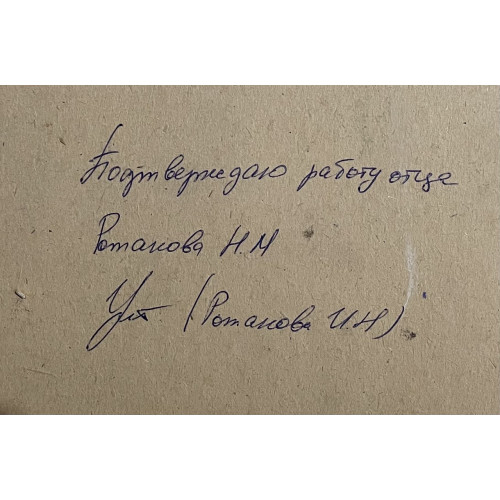 Подтверждаю работу отца
Ротанова Н.М
(Ротанова И.Н)